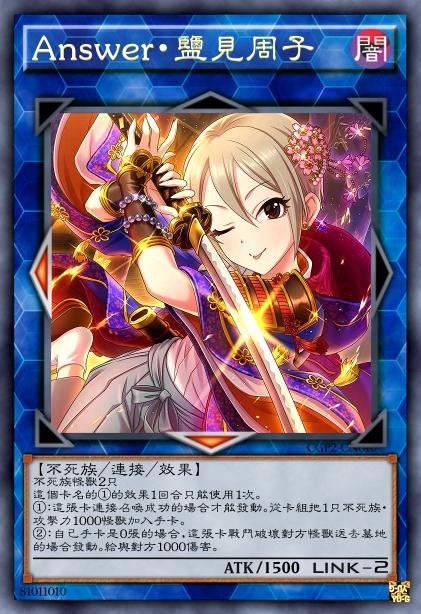 Answer・鹽見周子
闇
【不死族／連接／效果】
不死族怪獸2只
這個卡名的①的效果1回合只能使用1次。
①：這張卡連接召喚成功的場合才能發動。從卡組把1只不死族・
攻擊力1000怪獸加入手卡。
②：自己手卡是0張的場合，這張卡戰鬥破壞對方怪獸送去墓地
的場合發動。給與對方1000傷害。
ATK/1500 LINK-2
81011010